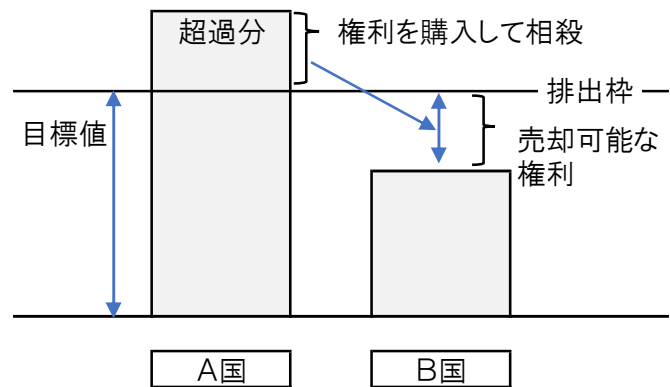 超過分
権利を購入して相殺
排出枠
目標値
売却可能な
権利
A国
B国